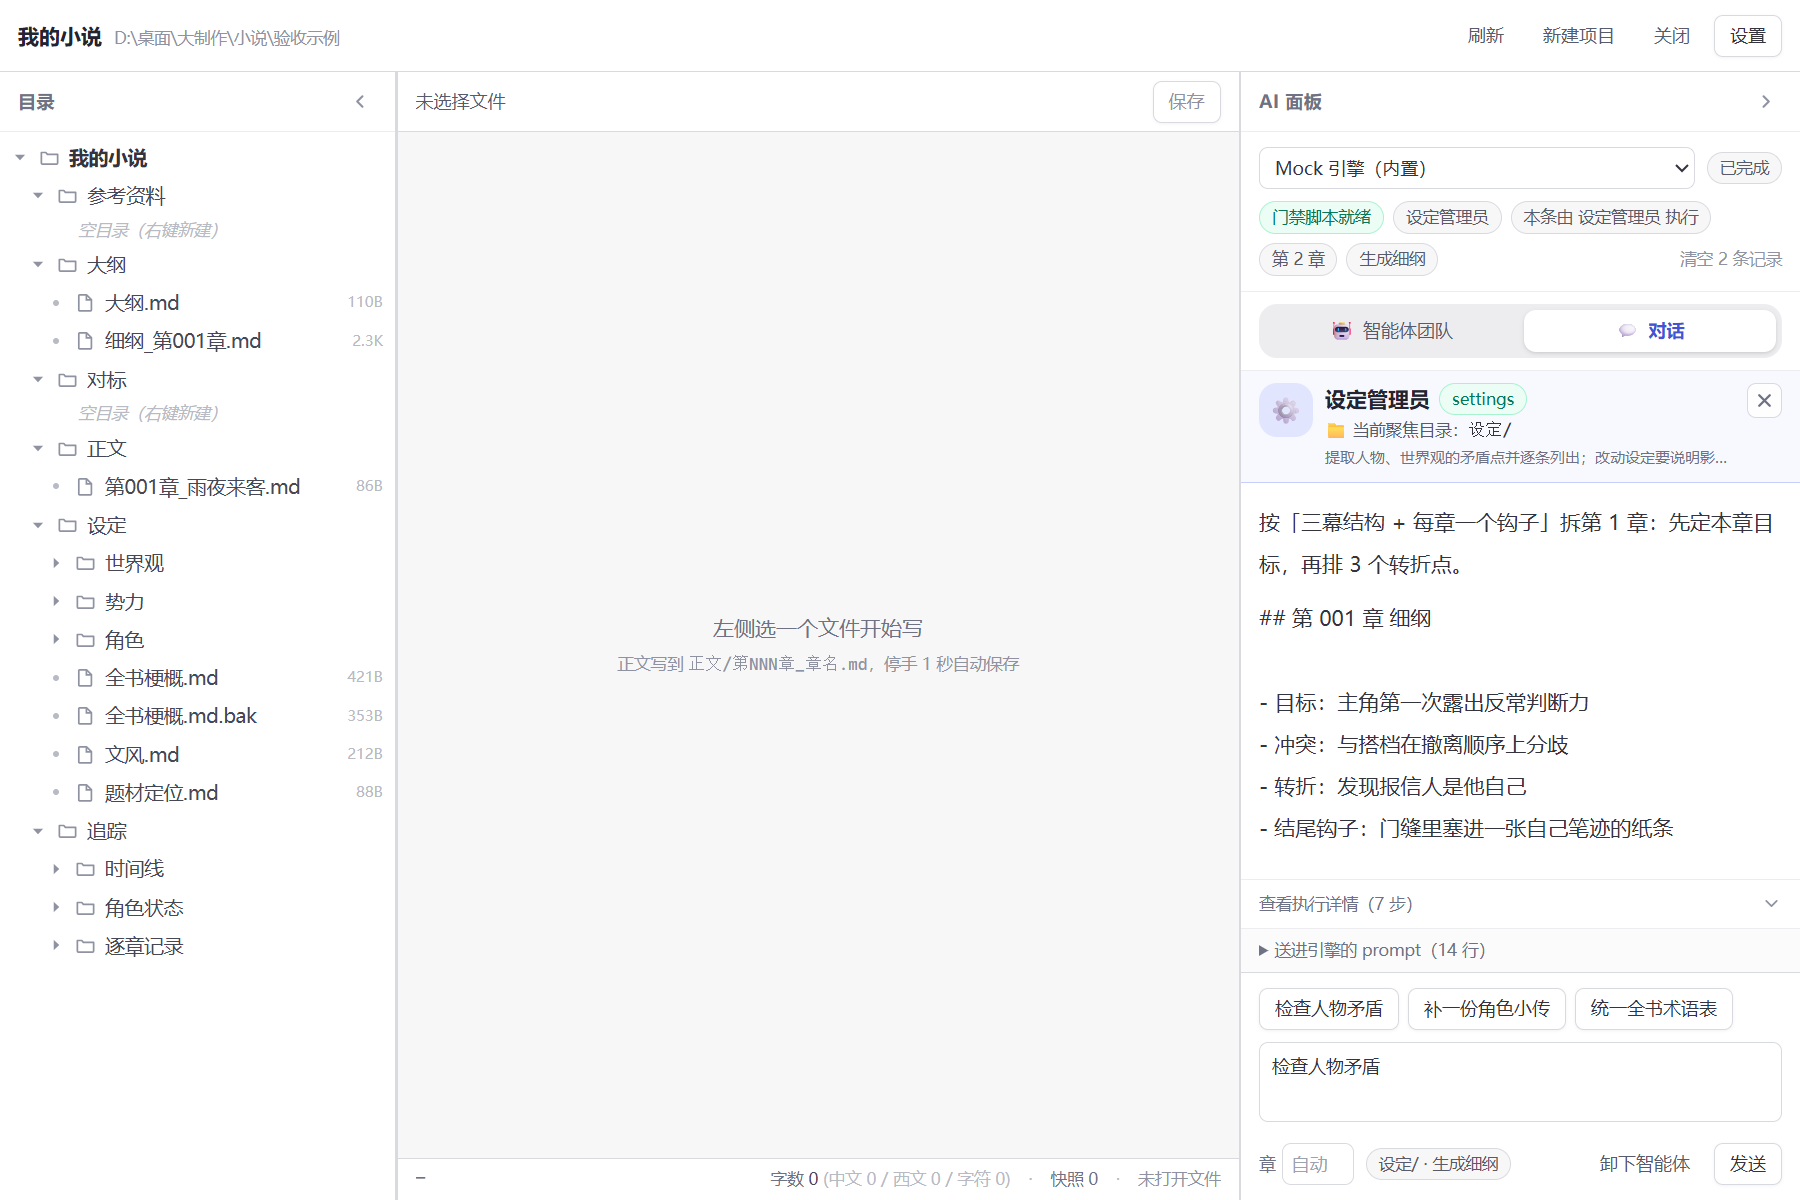 我的小说 D:\桌面\大制作\小说\验收示例 刷新 新建项目 关闭 设置
目录
我的小说
参考资料
空目录（右键新建）
大纲
大纲.md 110B
细纲_第001章.md 2.3K
对标
空目录（右键新建）
正文
第001章_雨夜来客.md 86B
设定
世界观
势力
角色
全书梗概.md 421B
全书梗概.md.bak 353B
文风.md 212B
题材定位.md 88B
追踪
时间线
角色状态
逐章记录
未选择文件 保存
左侧选一个文件开始写
正文写到 正文/第NNN章_章名.md，停手 1 秒自动保存
– 字数 0 (中文 0 / 西文 0 / 字符 0) · 快照 0 · 未打开文件
AI 面板
Mock 引擎（内置） 已完成
门禁脚本就绪 设定管理员 本条由 设定管理员 执行
第 2 章 生成细纲 清空 2 条记录
智能体团队 对话
设定管理员 settings
当前聚焦目录：设定/
提取人物、世界观的矛盾点并逐条列出；改动设定要说明影...
按「三幕结构 + 每章一个钩子」拆第 1 章：先定本章目
标，再排 3 个转折点。
## 第 001 章 细纲
- 目标：主角第一次露出反常判断力
- 冲突：与搭档在撤离顺序上分歧
- 转折：发现报信人是他自己
- 结尾钩子：门缝里塞进一张自己笔迹的纸条
查看执行详情（7 步）
送进引擎的 prompt（14 行）
检查人物矛盾 补一份角色小传 统一全书术语表
检查人物矛盾
章 自动 设定/ · 生成细纲 卸下智能体 发送